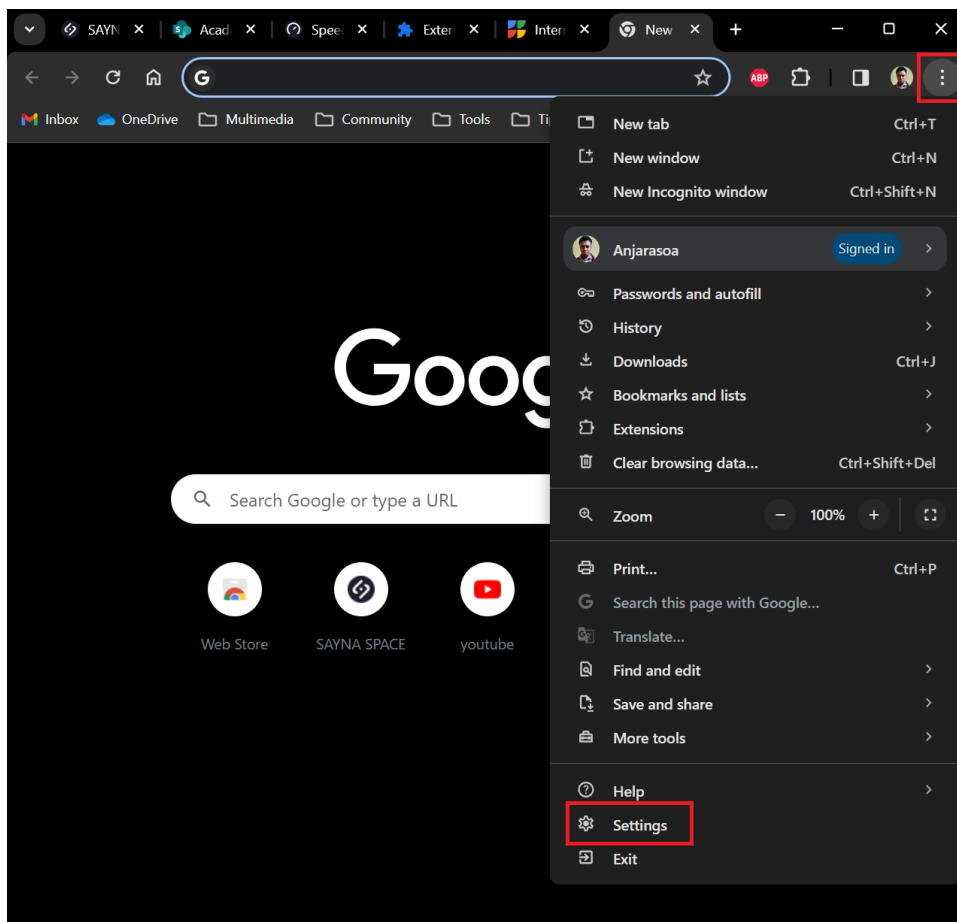 SAYN
Acad
Spee
Exten
Intern
New
G
ABP
Inbox
OneDrive
Multimedia
Community
Tools
New tab Ctrl+T
New window Ctrl+N
New Incognito window Ctrl+Shift+N
Anjarasoa Signed in
Passwords and autofill
History
Downloads Ctrl+J
Bookmarks and lists
Extensions
Clear browsing data... Ctrl+Shift+Del
Zoom - 100% +
Print... Ctrl+P
Search this page with Google...
Translate...
Find and edit
Save and share
More tools
Help
Settings
Exit
Goog
Search Google or type a URL
Web Store
SAYNA SPACE
youtube